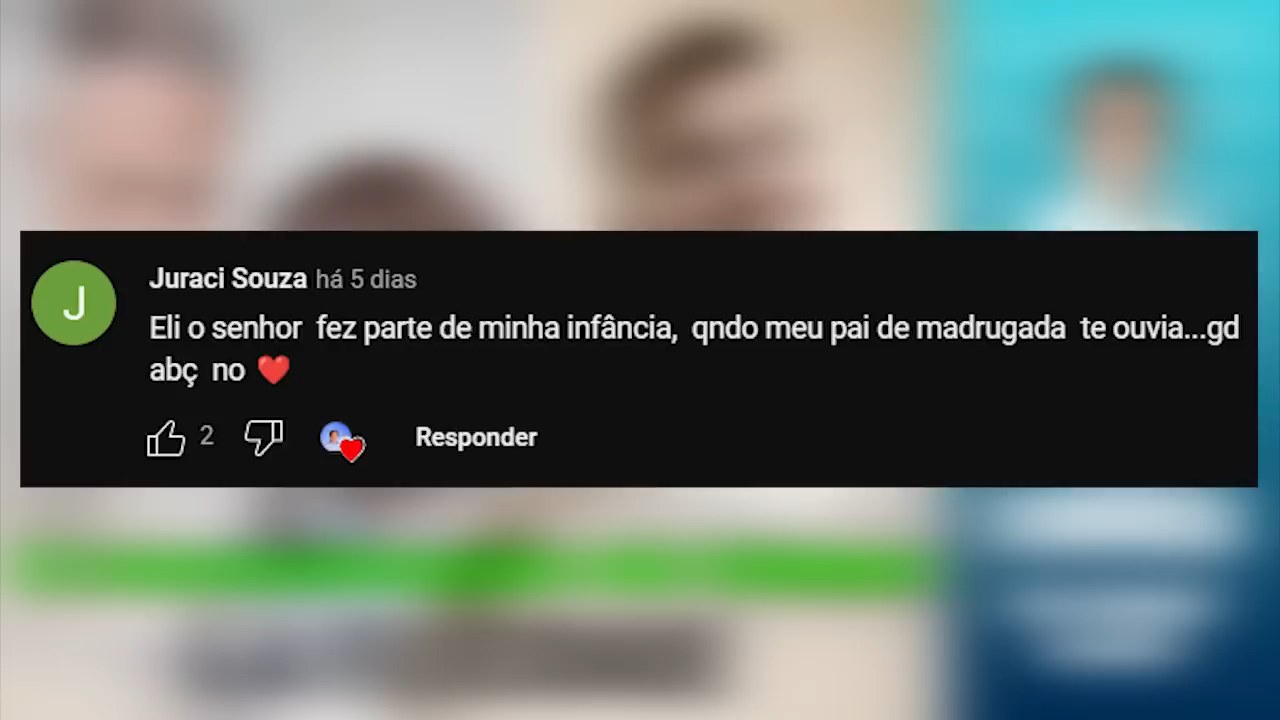 J
Juraci Souza há 5 dias
Eli o senhor fez parte de minha infância, qndo meu pai de madrugada te ouvia...gd
abç no ❤️
2
Responder